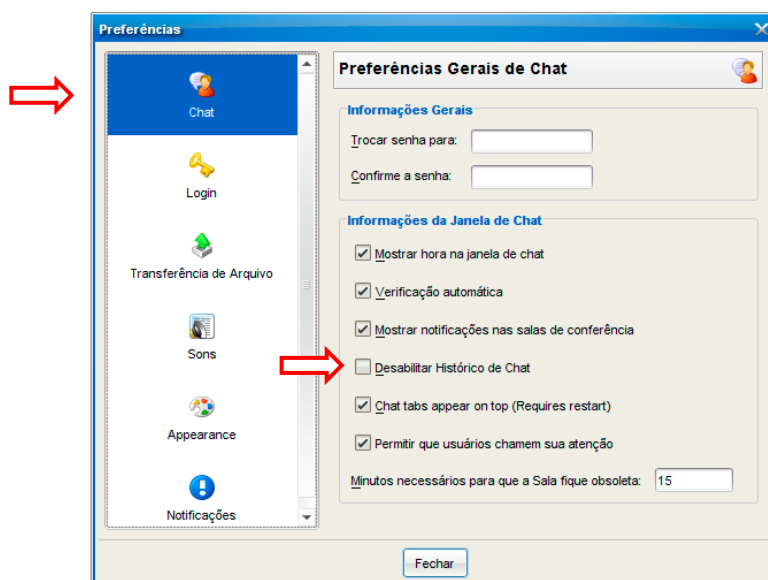 Preferências
Chat
Login
Transferência de Arquivo
Sons
Appearance
Notificações
Preferências Gerais de Chat
Informações Gerais
Trocar senha para:
Confirme a senha:
Informações da Janela de Chat
Mostrar hora na janela de chat
Verificação automática
Mostrar notificações nas salas de conferência
Desabilitar Histórico de Chat
Chat tabs appear on top (Requires restart)
Permitir que usuários chamem sua atenção
Minutos necessários para que a Sala fique obsoleta: 15
Fechar